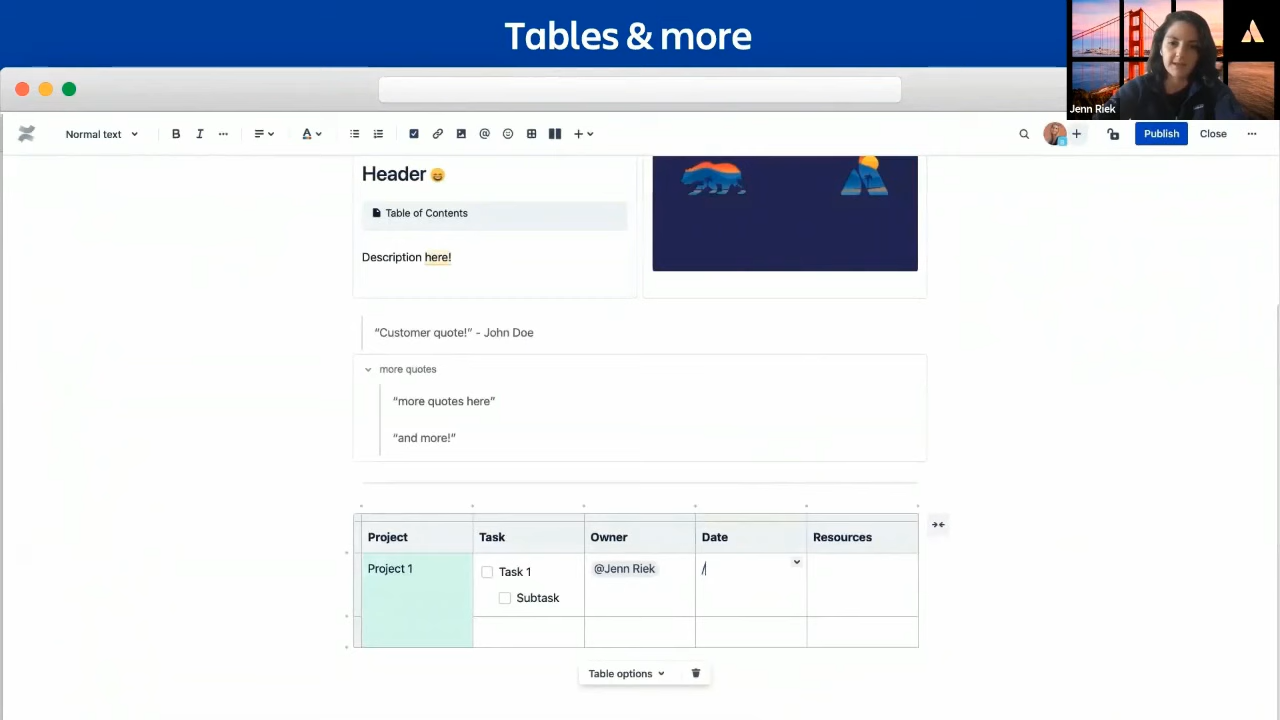 Tables & more
Jenn Riek
Normal text
B I A @ Publish Close
Header
Table of Contents
Description here!
“Customer quote!” - John Doe
more quotes
“more quotes here”
“and more!”
Project Task Owner Date Resources
Project 1 Task 1 @Jenn Riek /
Subtask
Table options